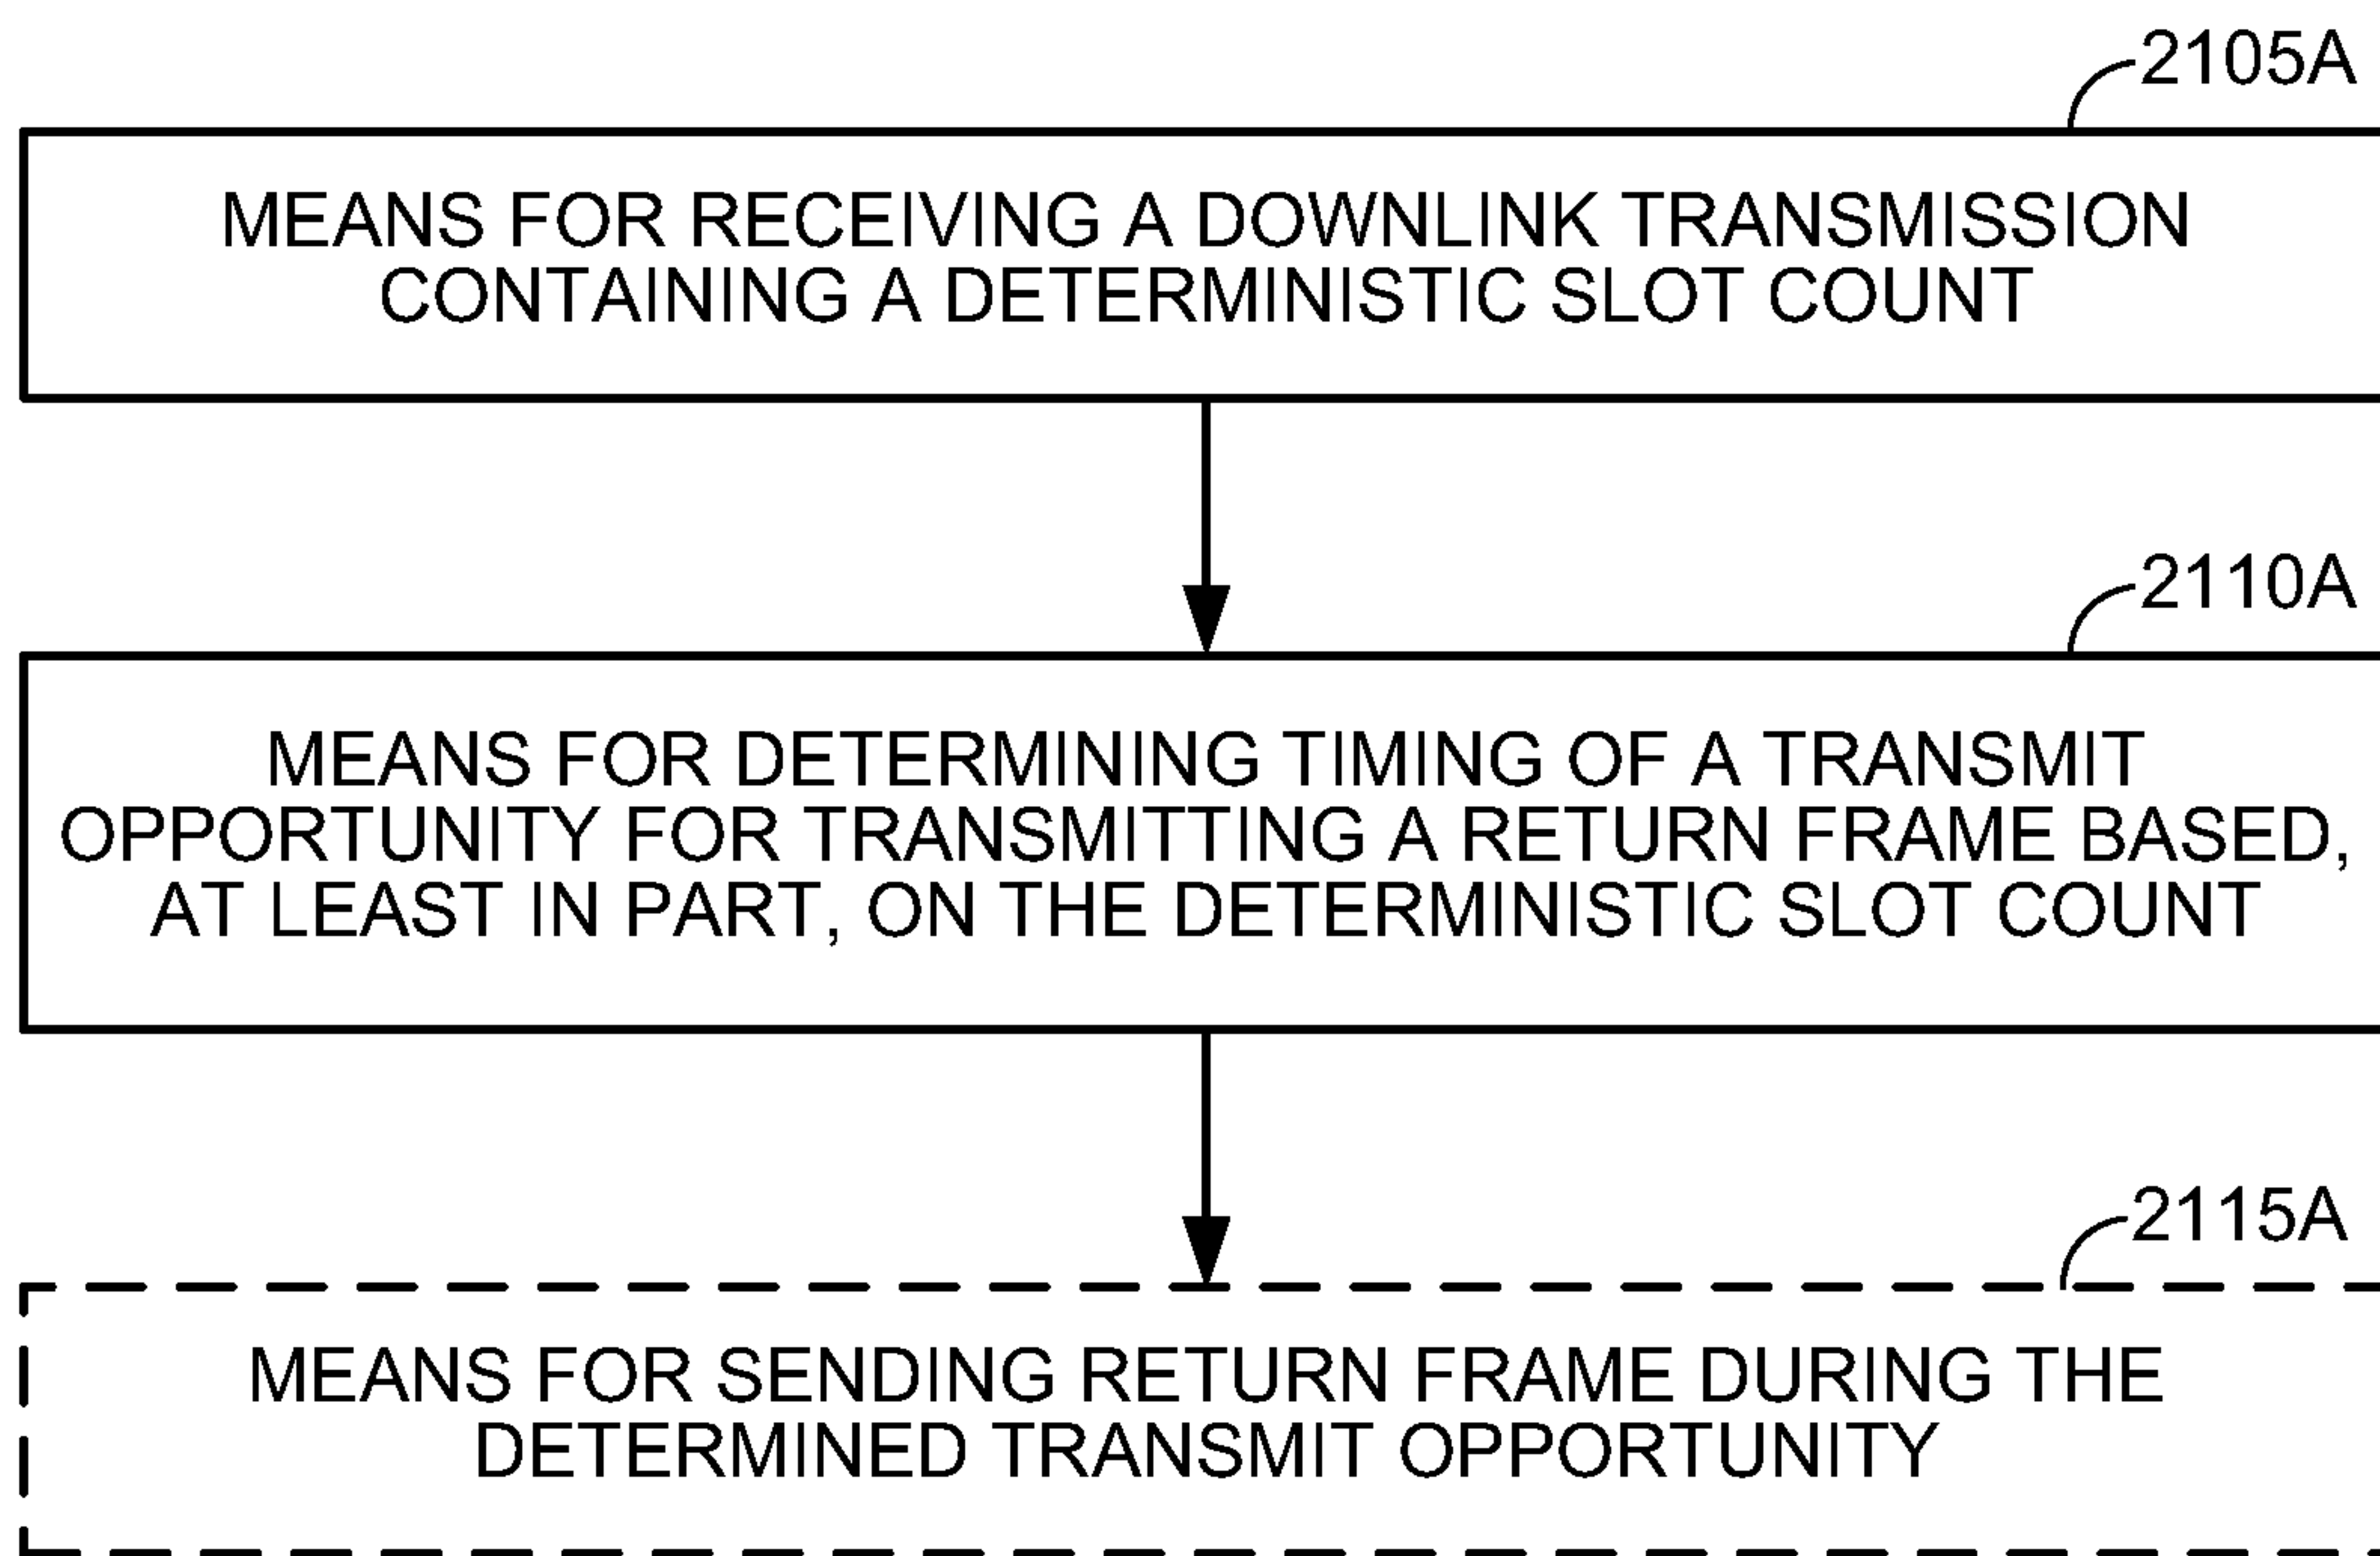 2105A
MEANS FOR RECEIVING A DOWNLINK TRANSMISSION
CONTAINING A DETERMINISTIC SLOT COUNT
2110A
MEANS FOR DETERMINING TIMING OF A TRANSMIT
OPPORTUNITY FOR TRANSMITTING A RETURN FRAME BASED,
AT LEAST IN PART, ON THE DETERMINISTIC SLOT COUNT
2115A
MEANS FOR SENDING RETURN FRAME DURING THE
DETERMINED TRANSMIT OPPORTUNITY